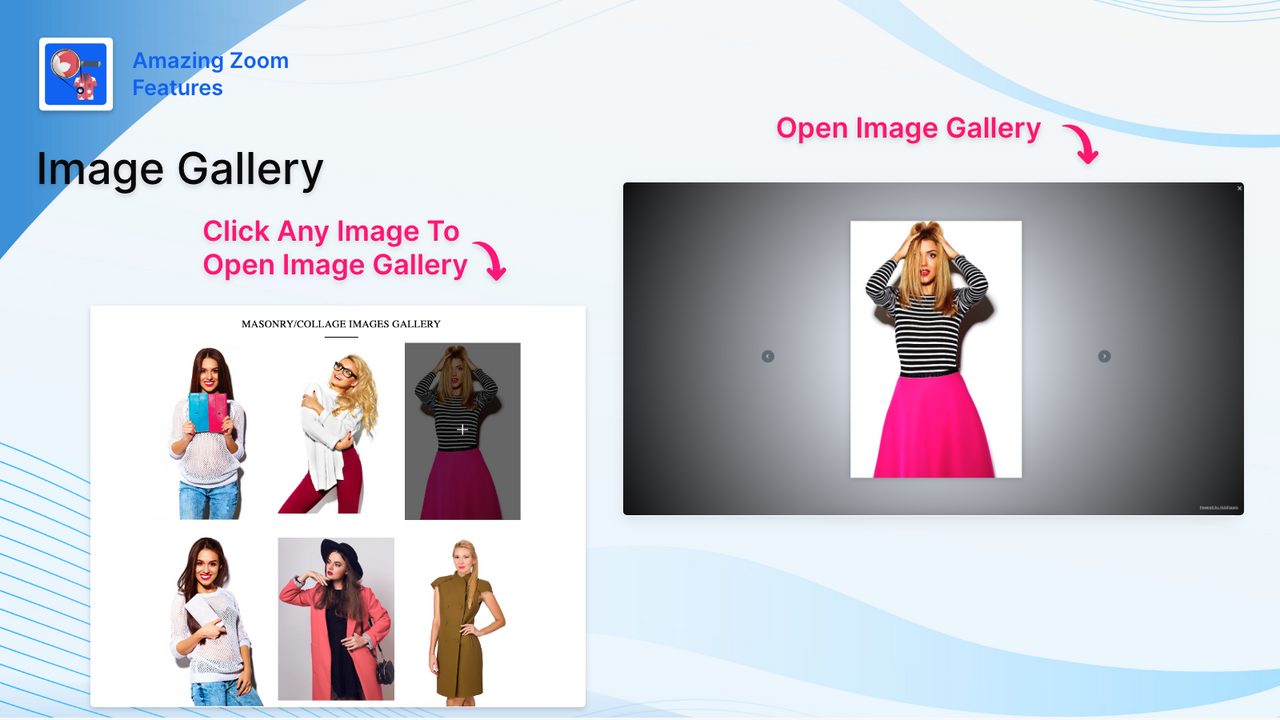 Amazing Zoom
Features
Image Gallery
Click Any Image To
Open Image Gallery
MASONRY/COLLAGE IMAGES GALLERY
Open Image Gallery